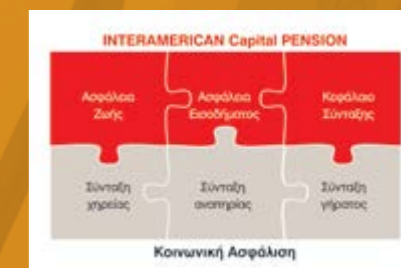 INTERAMERICAN Capital PENSION
Ασφάλεια
Ζωής
Ασφάλεια
Εισοδήματος
Κεφάλαιο
Σύνταξης
Σύνταξη
χηρείας
Σύνταξη
αναπηρίας
Σύνταξη
γήρατος
Κοινωνική Ασφάλιση